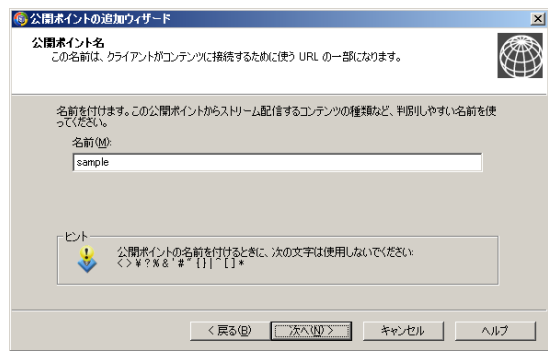 公開ポイントの追加ウィザード
公開ポイント名
この名前は、クライアントがコンテンツに接続するために使う URL の一部になります。
名前を付けます。この公開ポイントからストリーム配信するコンテンツの種類など、判別しやすい名前を使
ってください。
名前(M):
sample
ヒント
公開ポイントの名前を付けるときに、次の文字は使用しないでください:
< > ¥ ? % & ' # " { } | ^ [ ] *
< 戻る(B)
次へ(N) >
キャンセル
ヘルプ